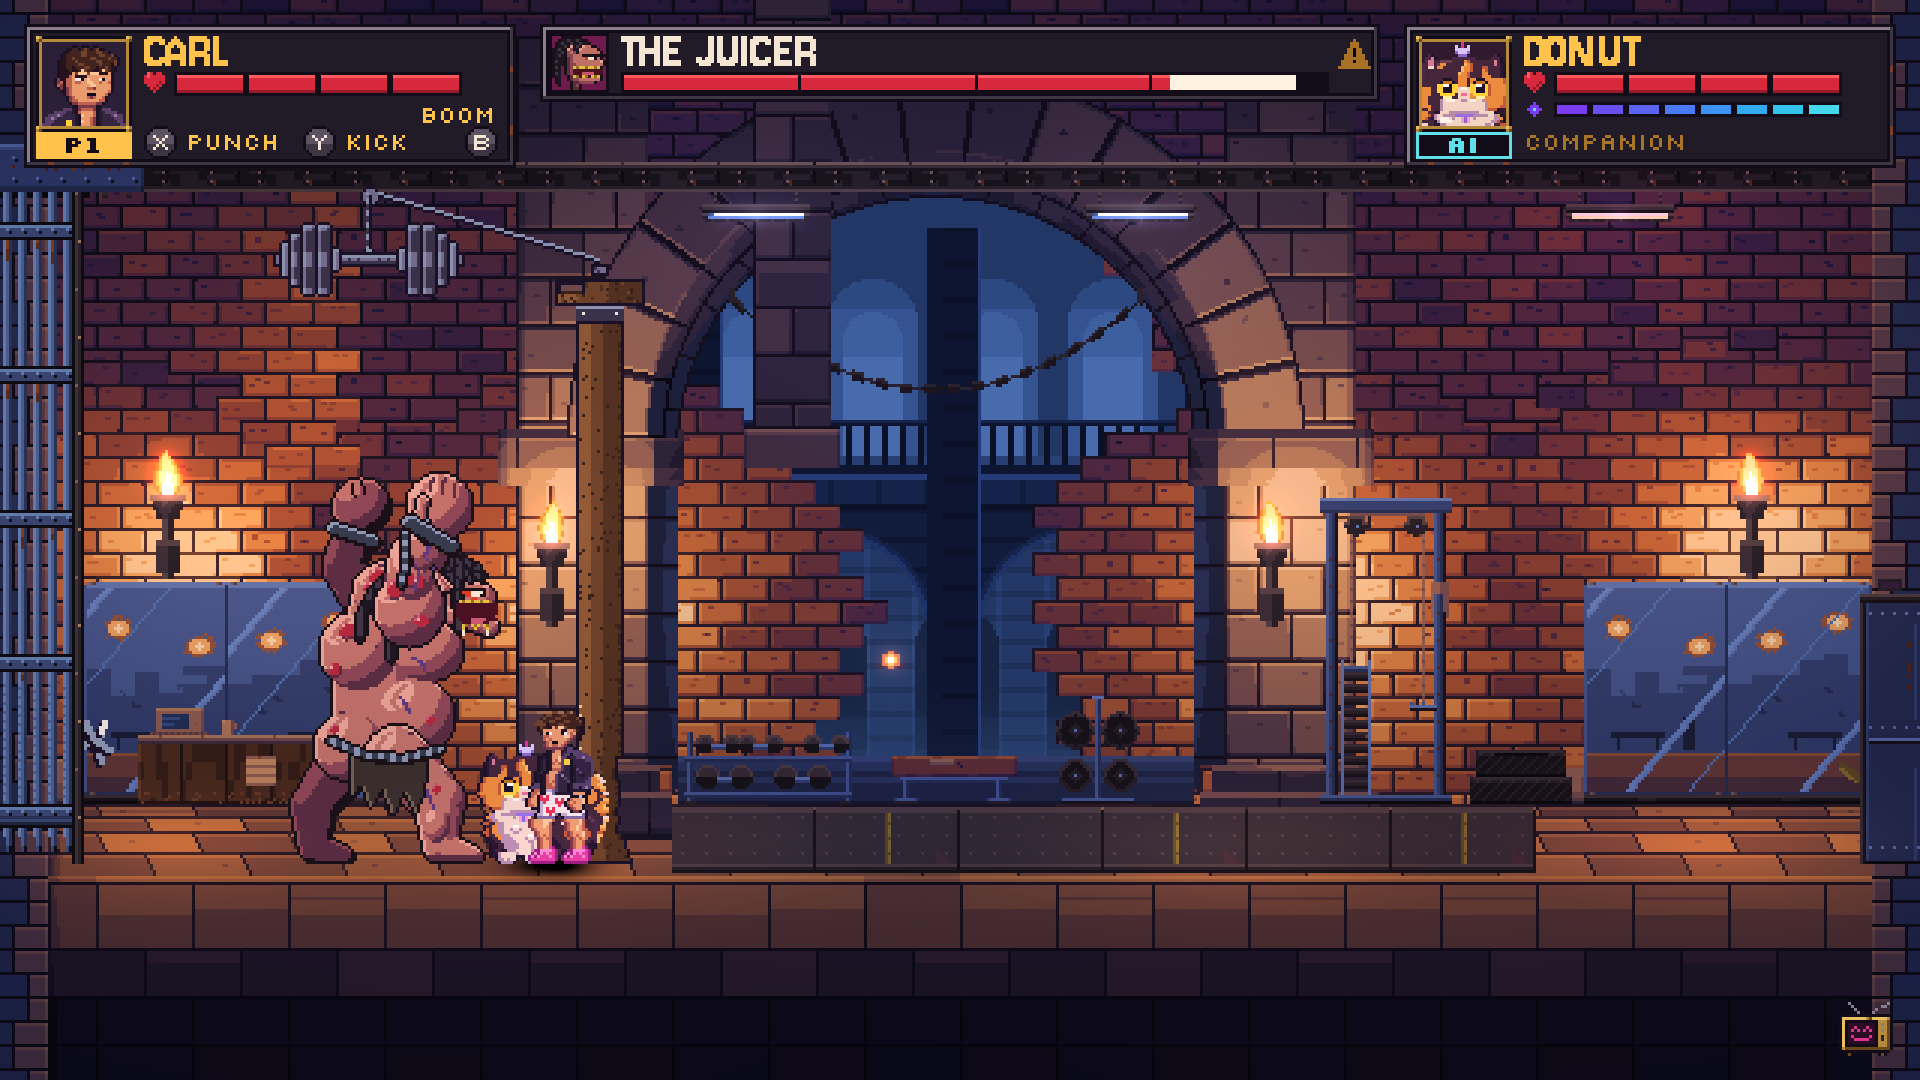 CARL
BOOM
P1
X PUNCH Y KICK B
THE JUICER
DONUT
AI
COMPANION